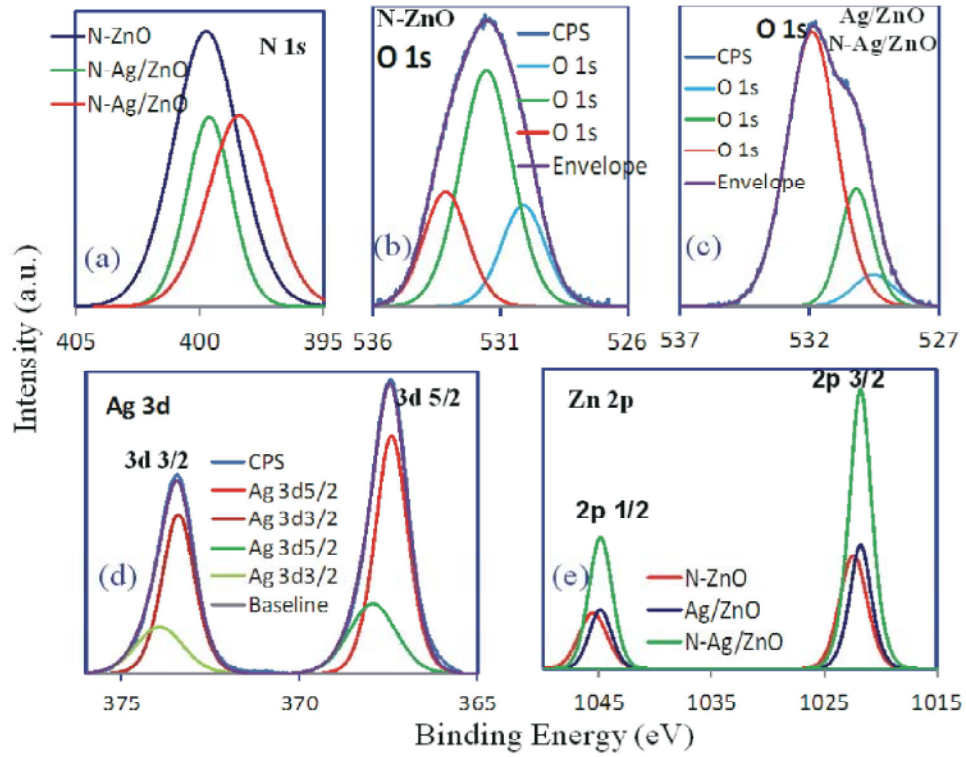 Intensity (a.u.)
N-ZnO
N-Ag/ZnO
N-Ag/ZnO
N 1s
(a)
405
400
395
N-ZnO
O 1s
CPS
O 1s
O 1s
O 1s
Envelope
(b)
536
531
526
O 1s
Ag/ZnO
N-Ag/ZnO
CPS
O 1s
O 1s
O 1s
Envelope
(c)
537
532
527
Ag 3d
3d 3/2
3d 5/2
CPS
Ag 3d5/2
Ag 3d3/2
Ag 3d5/2
Ag 3d3/2
Baseline
(d)
375
370
365
Zn 2p
2p 3/2
2p 1/2
(e)
N-ZnO
Ag/ZnO
N-Ag/ZnO
1045
1035
1025
1015
Binding Energy (eV)